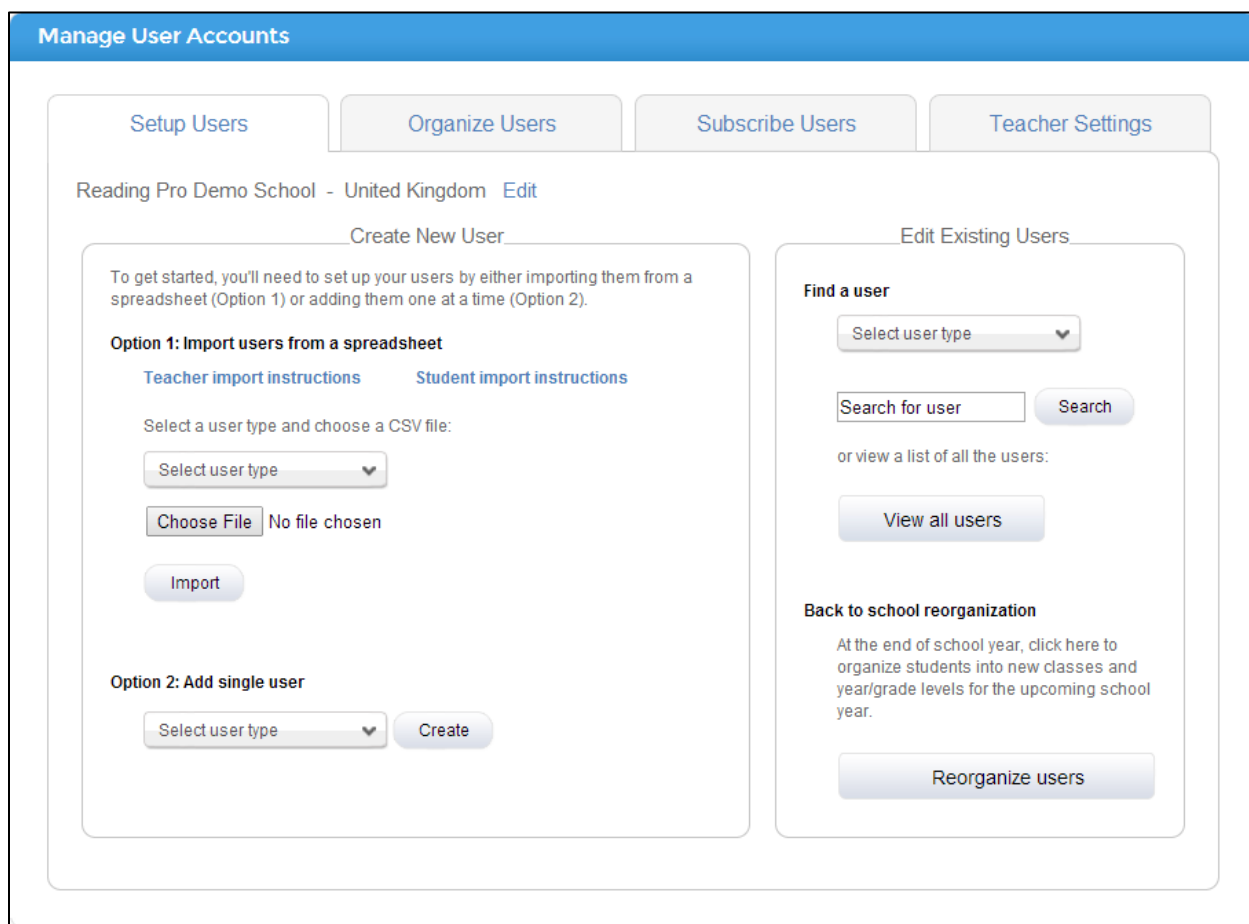 Manage User Accounts
Setup Users
Organize Users
Subscribe Users
Teacher Settings
Reading Pro Demo School - United Kingdom Edit
Create New User
To get started, you'll need to set up your users by either importing them from a
spreadsheet (Option 1) or adding them one at a time (Option 2).
Option 1: Import users from a spreadsheet
Teacher import instructions Student import instructions
Select a user type and choose a CSV file:
Select user type
Choose File No file chosen
Import
Option 2: Add single user
Select user type Create
Edit Existing Users
Find a user
Select user type
Search for user Search
or view a list of all the users:
View all users
Back to school reorganization
At the end of school year, click here to
organize students into new classes and
year/grade levels for the upcoming school
year.
Reorganize users